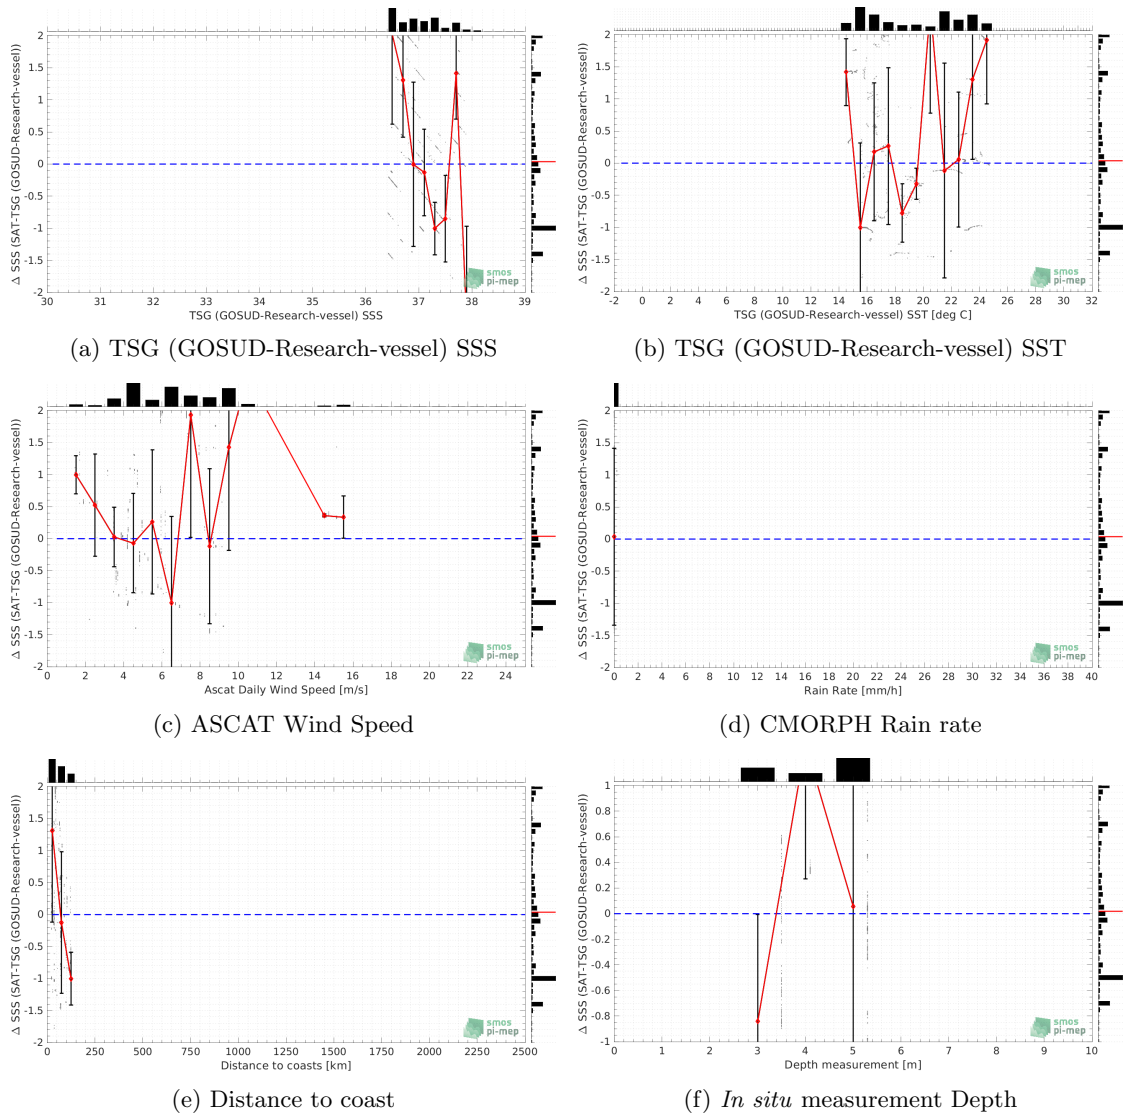 Δ SSS (SAT-TSG (GOSUD-Research-vessel))
2
1.5
1
0.5
0
-0.5
-1
-1.5
-2
30 31 32 33 34 35 36 37 38 39
TSG (GOSUD-Research-vessel) SSS
smos
pi-mep
(a) TSG (GOSUD-Research-vessel) SSS
Δ SSS (SAT-TSG (GOSUD-Research-vessel))
2
1.5
1
0.5
0
-0.5
-1
-1.5
-2
-2 0 2 4 6 8 10 12 14 16 18 20 22 24 26 28 30 32
TSG (GOSUD-Research-vessel) SST [deg C]
smos
pi-mep
(b) TSG (GOSUD-Research-vessel) SST
Δ SSS (SAT-TSG (GOSUD-Research-vessel))
2
1.5
1
0.5
0
-0.5
-1
-1.5
-2
0 2 4 6 8 10 12 14 16 18 20 22 24
Ascat Daily Wind Speed [m/s]
smos
pi-mep
(c) ASCAT Wind Speed
Δ SSS (SAT-TSG (GOSUD-Research-vessel))
2
1.5
1
0.5
0
-0.5
-1
-1.5
-2
0 2 4 6 8 10 12 14 16 18 20 22 24 26 28 30 32 34 36 38 40
Rain Rate [mm/h]
smos
pi-mep
(d) CMORPH Rain rate
Δ SSS (SAT-TSG (GOSUD-Research-vessel))
2
1.5
1
0.5
0
-0.5
-1
-1.5
-2
0 250 500 750 1000 1250 1500 1750 2000 2250 2500
Distance to coasts [km]
smos
pi-mep
(e) Distance to coast
Δ SSS (SAT-TSG (GOSUD-Research-vessel))
1
0.8
0.6
0.4
0.2
0
-0.2
-0.4
-0.6
-0.8
-1
0 1 2 3 4 5 6 7 8 9 10
Depth measurement [m]
smos
pi-mep
(f) In situ measurement Depth